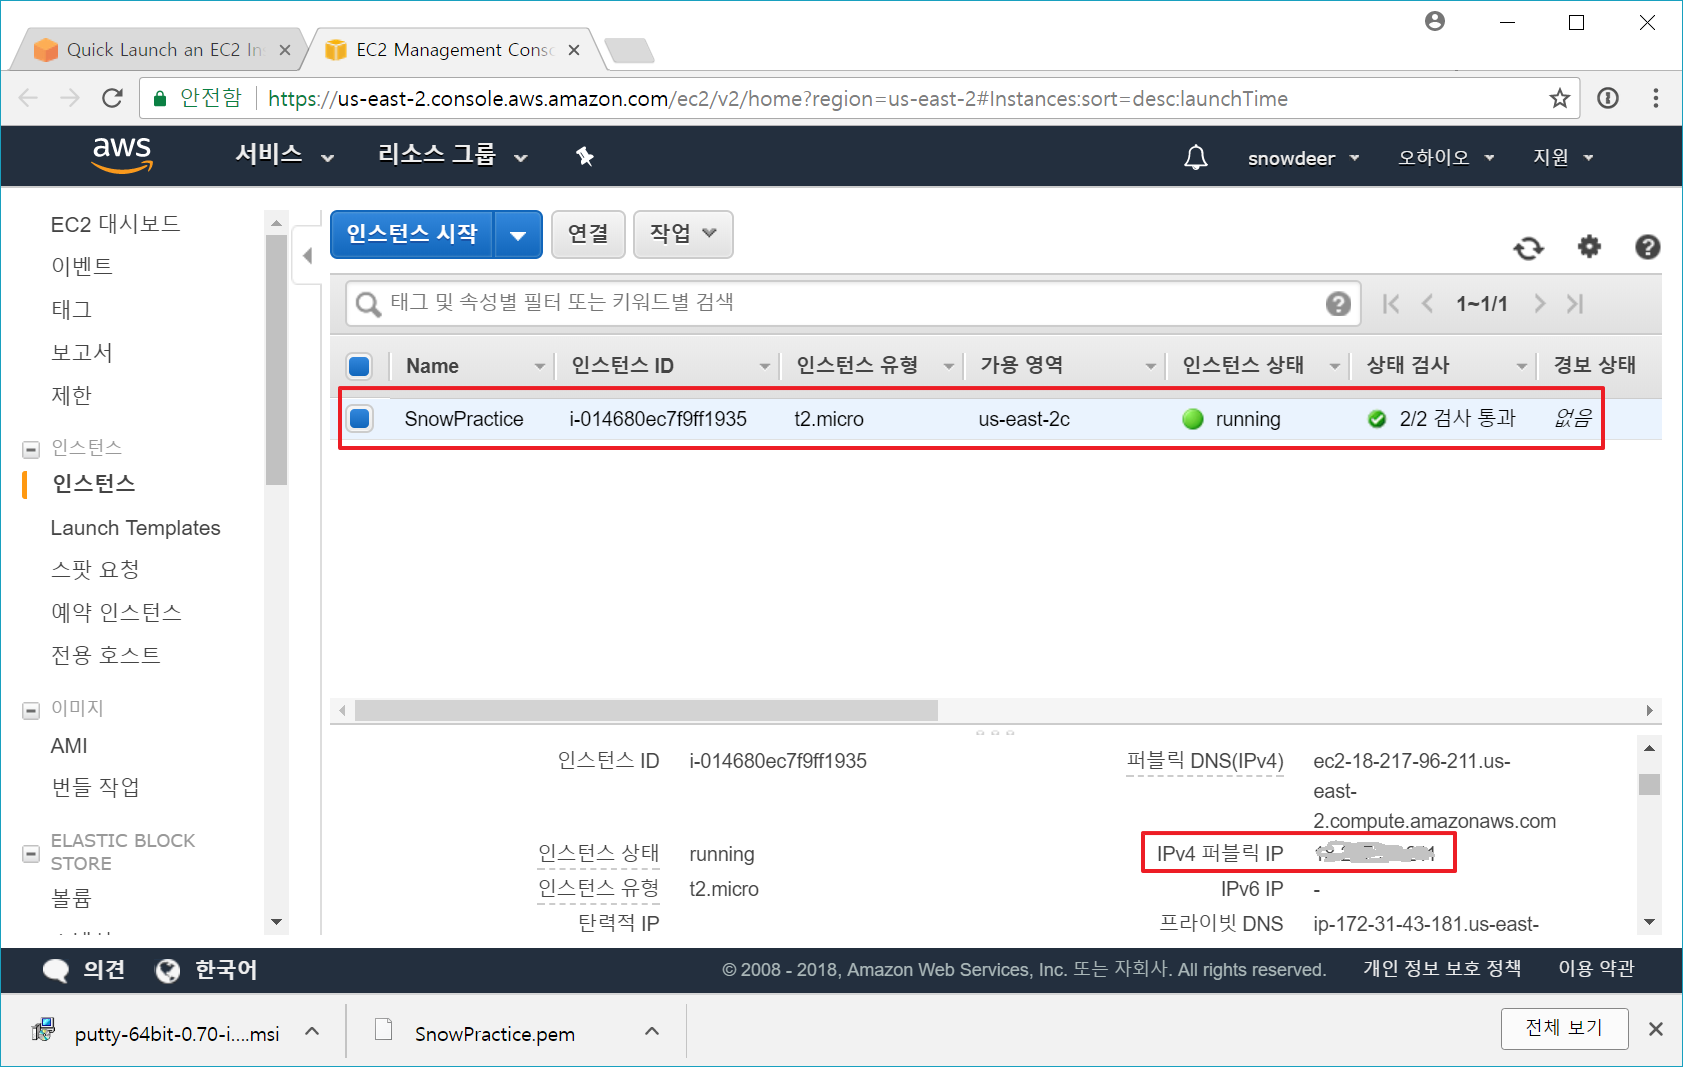 Quick Launch an EC2 Ins
EC2 Management Conso
안전함 https://us-east-2.console.aws.amazon.com/ec2/v2/home?region=us-east-2#Instances:sort=desc:launchTime
aws 서비스 리소스 그룹 snowdeer 오하이오 지원
EC2 대시보드
이벤트
태그
보고서
제한
인스턴스
인스턴스
Launch Templates
스팟 요청
예약 인스턴스
전용 호스트
이미지
AMI
번들 작업
ELASTIC BLOCK
STORE
볼륨
인스턴스 시작 연결 작업
태그 및 속성별 필터 또는 키워드별 검색 1~1/1
Name 인스턴스 ID 인스턴스 유형 가용 영역 인스턴스 상태 상태 검사 경보 상태
SnowPractice i-014680ec7f9ff1935 t2.micro us-east-2c running 2/2 검사 통과 없음
인스턴스 ID i-014680ec7f9ff1935
인스턴스 상태 running
인스턴스 유형 t2.micro
탄력적 IP
퍼블릭 DNS(IPv4) ec2-18-217-96-211.us-
east-
2.compute.amazonaws.com
IPv4 퍼블릭 IP
IPv6 IP -
프라이빗 DNS ip-172-31-43-181.us-east-
의견 한국어 © 2008 - 2018, Amazon Web Services, Inc. 또는 자회사. All rights reserved. 개인 정보 보호 정책 이용 약관
putty-64bit-0.70-i....msi SnowPractice.pem 전체 보기